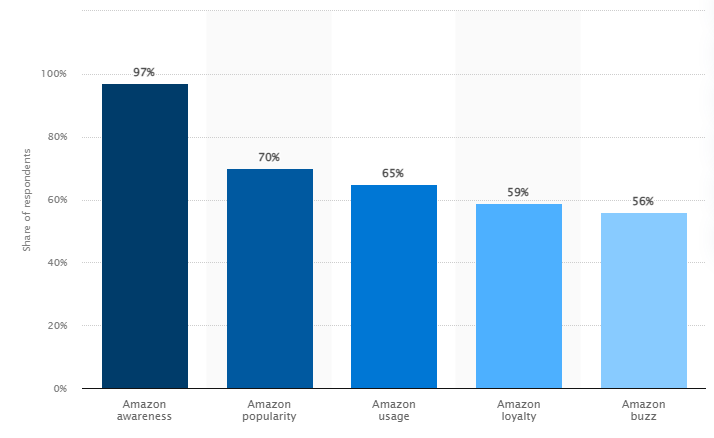 Share of respondents
100%
80%
60%
40%
20%
0%
97%
70%
65%
59%
56%
Amazon
awareness
Amazon
popularity
Amazon
usage
Amazon
loyalty
Amazon
buzz